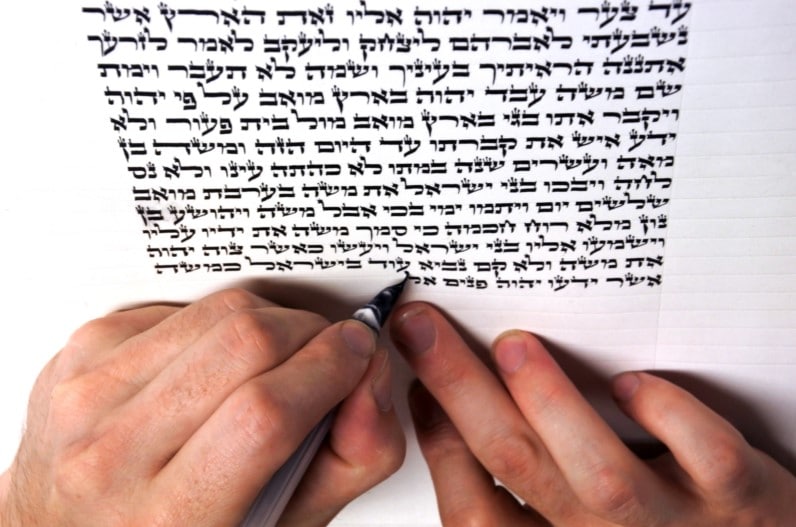 עד צער ויאמר יהוה אליו זאת הארץ אשר
נשבעתי לאברהם ליצחק וליעקב לאמר לזרעך
אתננה הראיתיך בעיניך ושמה לא תעבר וימת
שם משה עבד יהוה בארץ מואב על פי יהוה
ויקבר אתו בגי בארץ מואב מול בית פעור ולא
ידע איש את קברתו עד היום הזה ומשה בן
מאה ועשרים שנה במתו לא כהתה עינו ולא נס
לחה ויבכו בני ישראל את משה בערבת מואב
שלשים יום ויתמו ימי בכי אבל משה ויהושע בן
נון מלא רוח חכמה כי סמך משה את ידיו עליו
וישמעו אליו בני ישראל ויעשו כאשר צוה יהוה
את משה ולא קם נביא עוד בישראל כמשה
אשר ידעו יהוה פנים אל